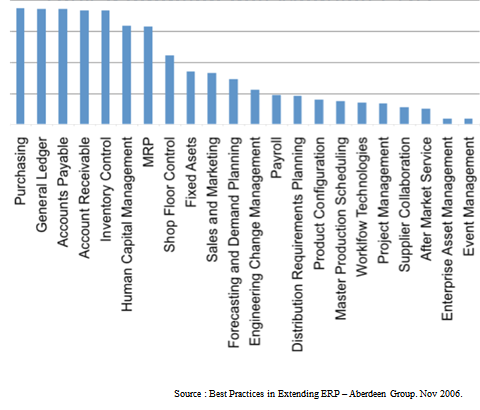 Purchasing
General Ledger
Accounts Payable
Account Receivable
Inventory Control
Human Capital Management
MRP
Shop Floor Control
Fixed Asets
Sales and Marketing
Forecasting and Demand Planning
Engineering Change Management
Payroll
Distribution Requirements Planning
Product Configuration
Master Production Scheduling
Worklfow Technologies
Project Management
Supplier Collaboration
After Market Service
Enterprise Asset Management
Event Management
Source : Best Practices in Extending ERP – Aberdeen Group. Nov 2006.